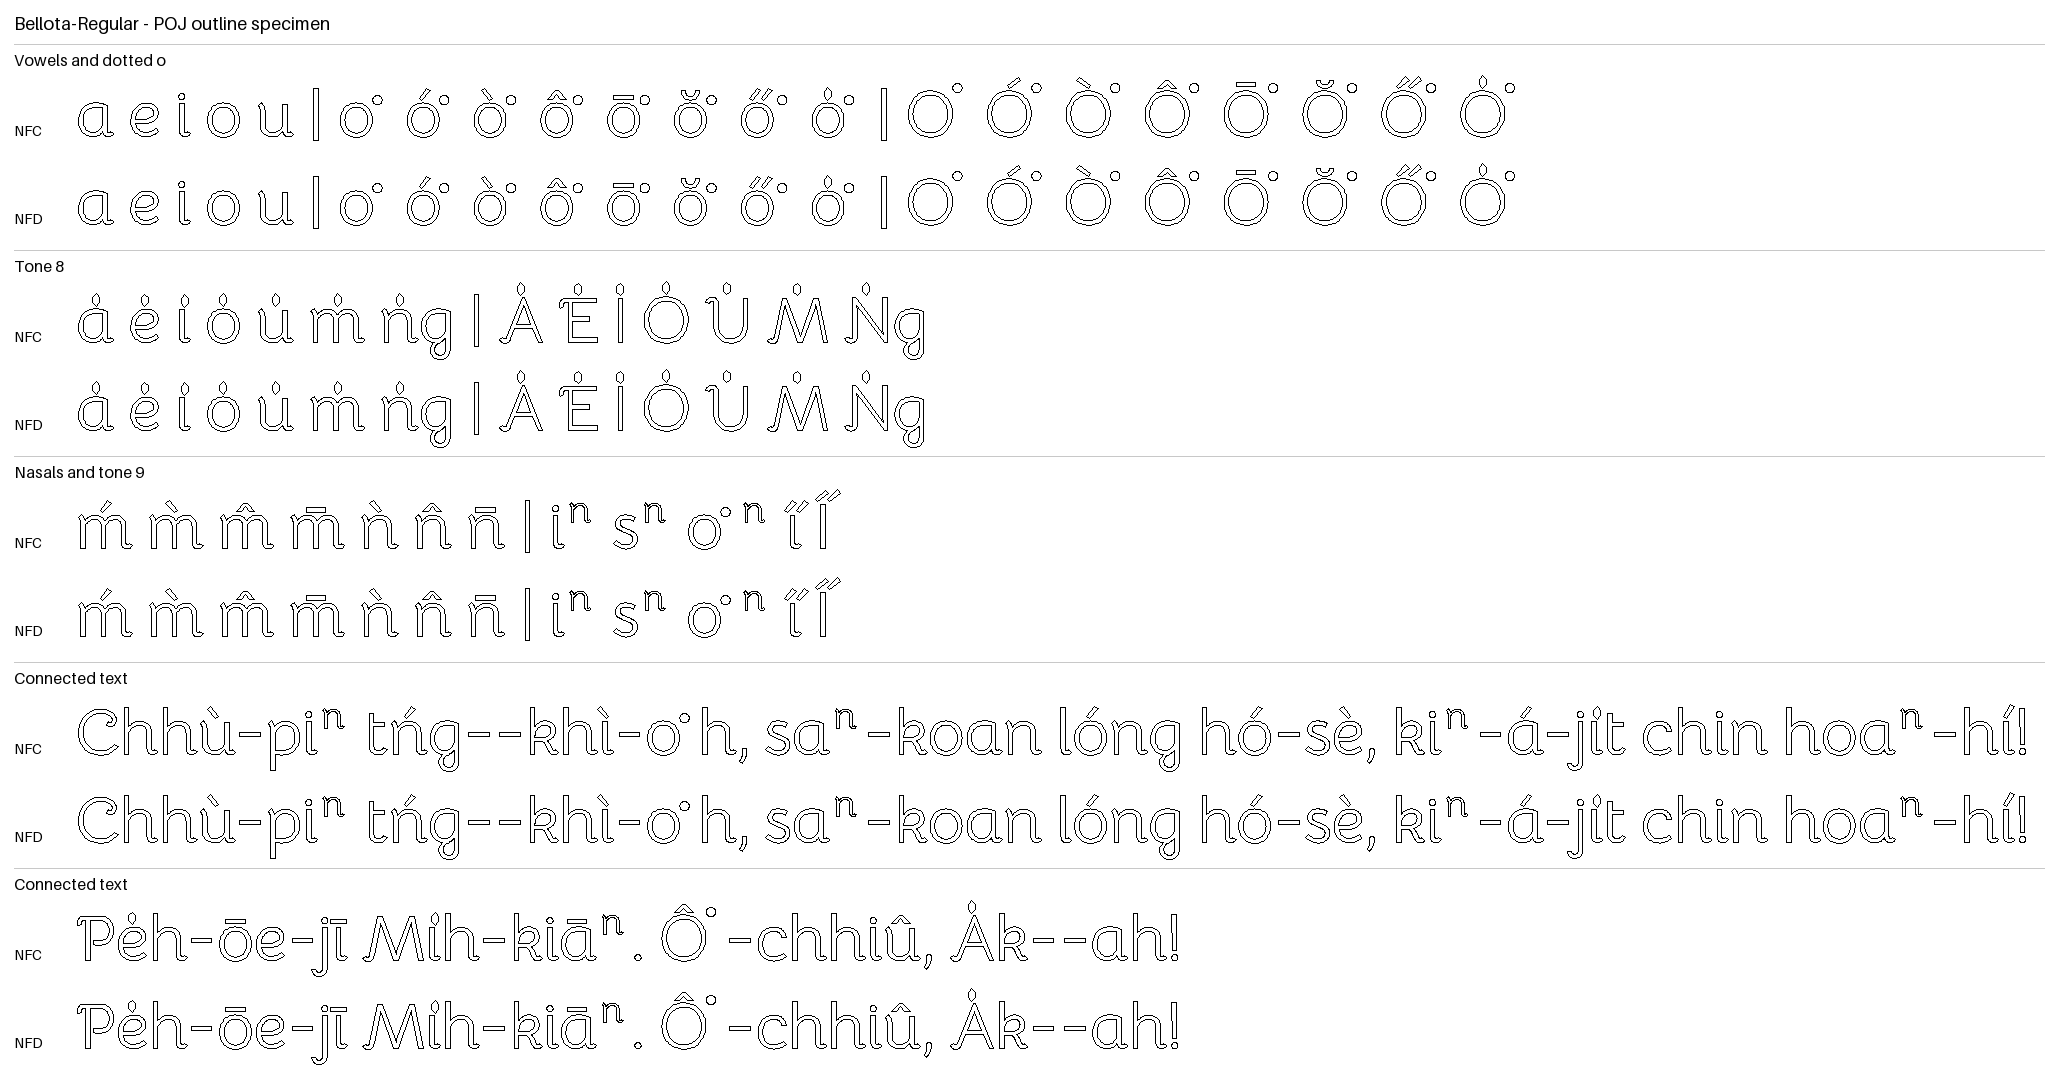 Bellota-Regular - POJ outline specimen
Vowels and dotted o
NFC a e i o u | o͘ ó͘ ò͘ ô͘ ō͘ ŏ͘ ő͘ o̍͘ | O͘ Ó͘ Ò͘ Ô͘ Ō͘ Ŏ͘ Ő͘ O̍͘
NFD a e i o u | o͘ ó͘ ò͘ ô͘ ō͘ ŏ͘ ő͘ o̍͘ | O͘ Ó͘ Ò͘ Ô͘ Ō͘ Ŏ͘ Ő͘ O̍͘
Tone 8
NFC a̍ e̍ i̍ o̍ u̍ m̍ n̍g | A̍ E̍ I̍ O̍ U̍ M̍ N̍g
NFD a̍ e̍ i̍ o̍ u̍ m̍ n̍g | A̍ E̍ I̍ O̍ U̍ M̍ N̍g
Nasals and tone 9
NFC ḿ m̀ m̂ m̄ ǹ n̂ n̄ | iⁿ sⁿ o͘ⁿ i̋ I̋
NFD ḿ m̀ m̂ m̄ ǹ n̂ n̄ | iⁿ sⁿ o͘ⁿ i̋ I̋
Connected text
NFC Chhù-piⁿ tńg--khì-o͘h, saⁿ-koan lóng hó-sè, kiⁿ-á-ji̍t chin hoaⁿ-hí!
NFD Chhù-piⁿ tńg--khì-o͘h, saⁿ-koan lóng hó-sè, kiⁿ-á-ji̍t chin hoaⁿ-hí!
Connected text
NFC Pe̍h-ōe-jī Mi̍h-kiāⁿ. Ô͘-chhiû, A̍k--ah!
NFD Pe̍h-ōe-jī Mi̍h-kiāⁿ. Ô͘-chhiû, A̍k--ah!